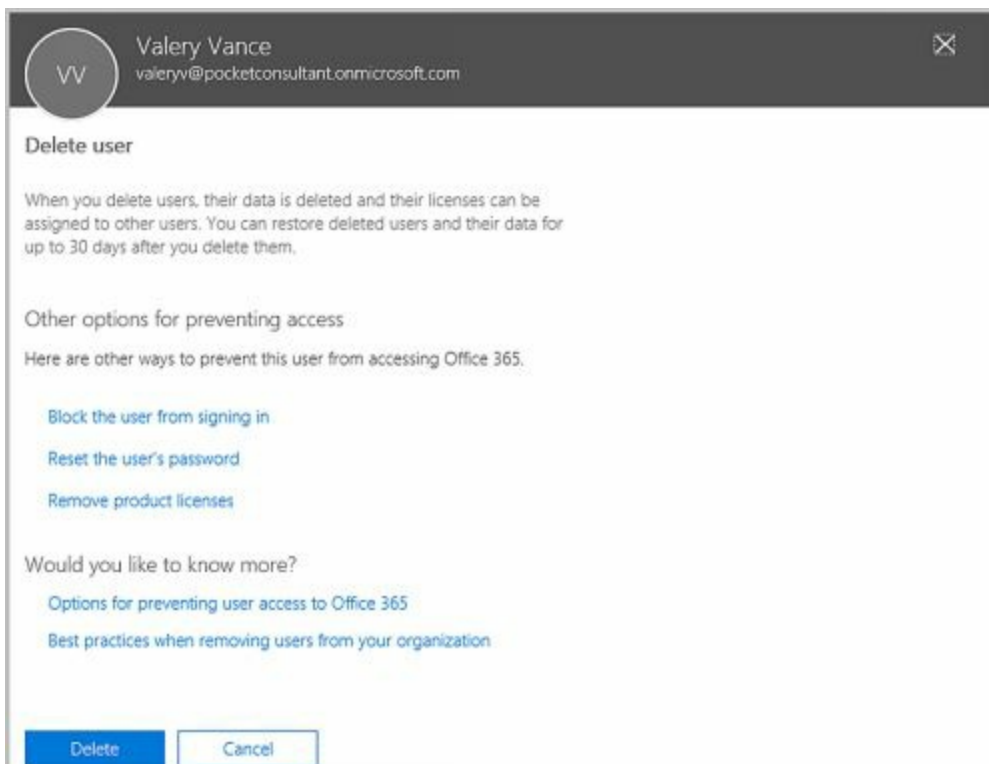 VV
Valery Vance
valeryv@pocketconsultant.onmicrosoft.com
Delete user
When you delete users, their data is deleted and their licenses can be
assigned to other users. You can restore deleted users and their data for
up to 30 days after you delete them.
Other options for preventing access
Here are other ways to prevent this user from accessing Office 365.
Block the user from signing in
Reset the user's password
Remove product licenses
Would you like to know more?
Options for preventing user access to Office 365
Best practices when removing users from your organization
Delete
Cancel